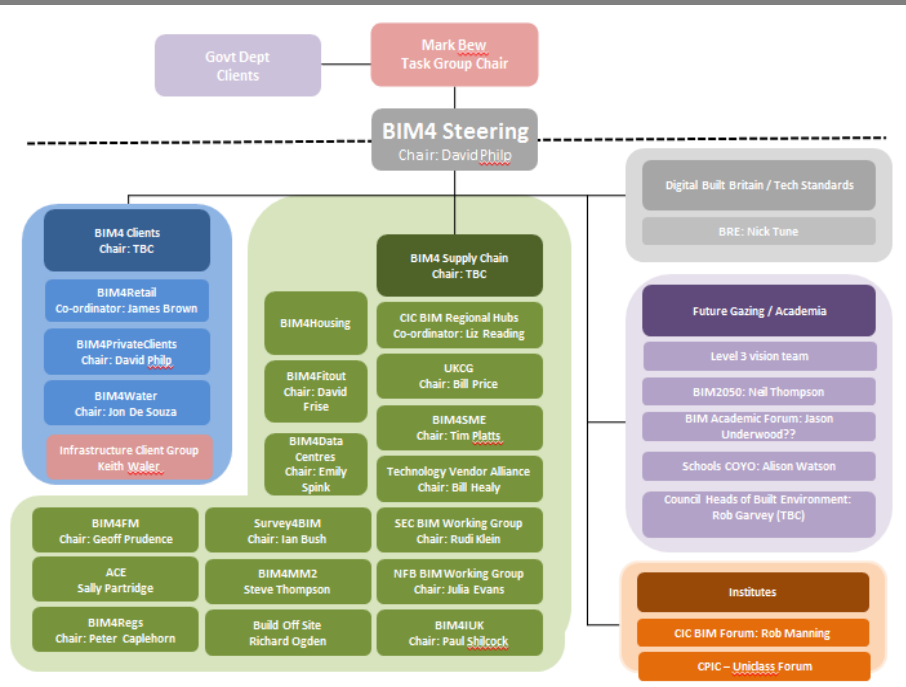 Govt Dept
Clients
Mark Bew
Task Group Chair
BIM4 Steering
Chair: David Philp
Digital Built Britain / Tech Standards
BRE: Nick Tune
BIM4 Clients
Chair: TBC
BIM4Retail
Co-ordinator: James Brown
BIM4PrivateClients
Chair: David Philp
BIM4Water
Chair: Jon De Souza
Infrastructure Client Group
Keith Waler
BIM4 Supply Chain
Chair: TBC
BIM4Housing
BIM4Fitout
Chair: David
Frise
BIM4Data
Centres
Chair: Emily
Spink
CIC BIM Regional Hubs
Co-ordinator: Liz Reading
UKCG
Chair: Bill Price
BIM4SME
Chair: Tim Platts
Technology Vendor Alliance
Chair: Bill Healy
BIM4FM
Chair: Geoff Prudence
Survey4BIM
Chair: Ian Bush
SEC BIM Working Group
Chair: Rudi Klein
ACE
Sally Partridge
BIM4MM2
Steve Thompson
NFB BIM Working Group
Chair: Julia Evans
BIM4Regs
Chair: Peter Caplehorn
Build Off Site
Richard Ogden
BIM4IUK
Chair: Paul Shilcock
Future Gazing / Academia
Level 3 vision team
BIM2050: Neil Thompson
BIM Academic Forum: Jason
Underwood??
Schools COYO: Alison Watson
Council Heads of Built Environment:
Rob Garvey (TBC)
Institutes
CIC BIM Forum: Rob Manning
CPIC – Uniclass Forum